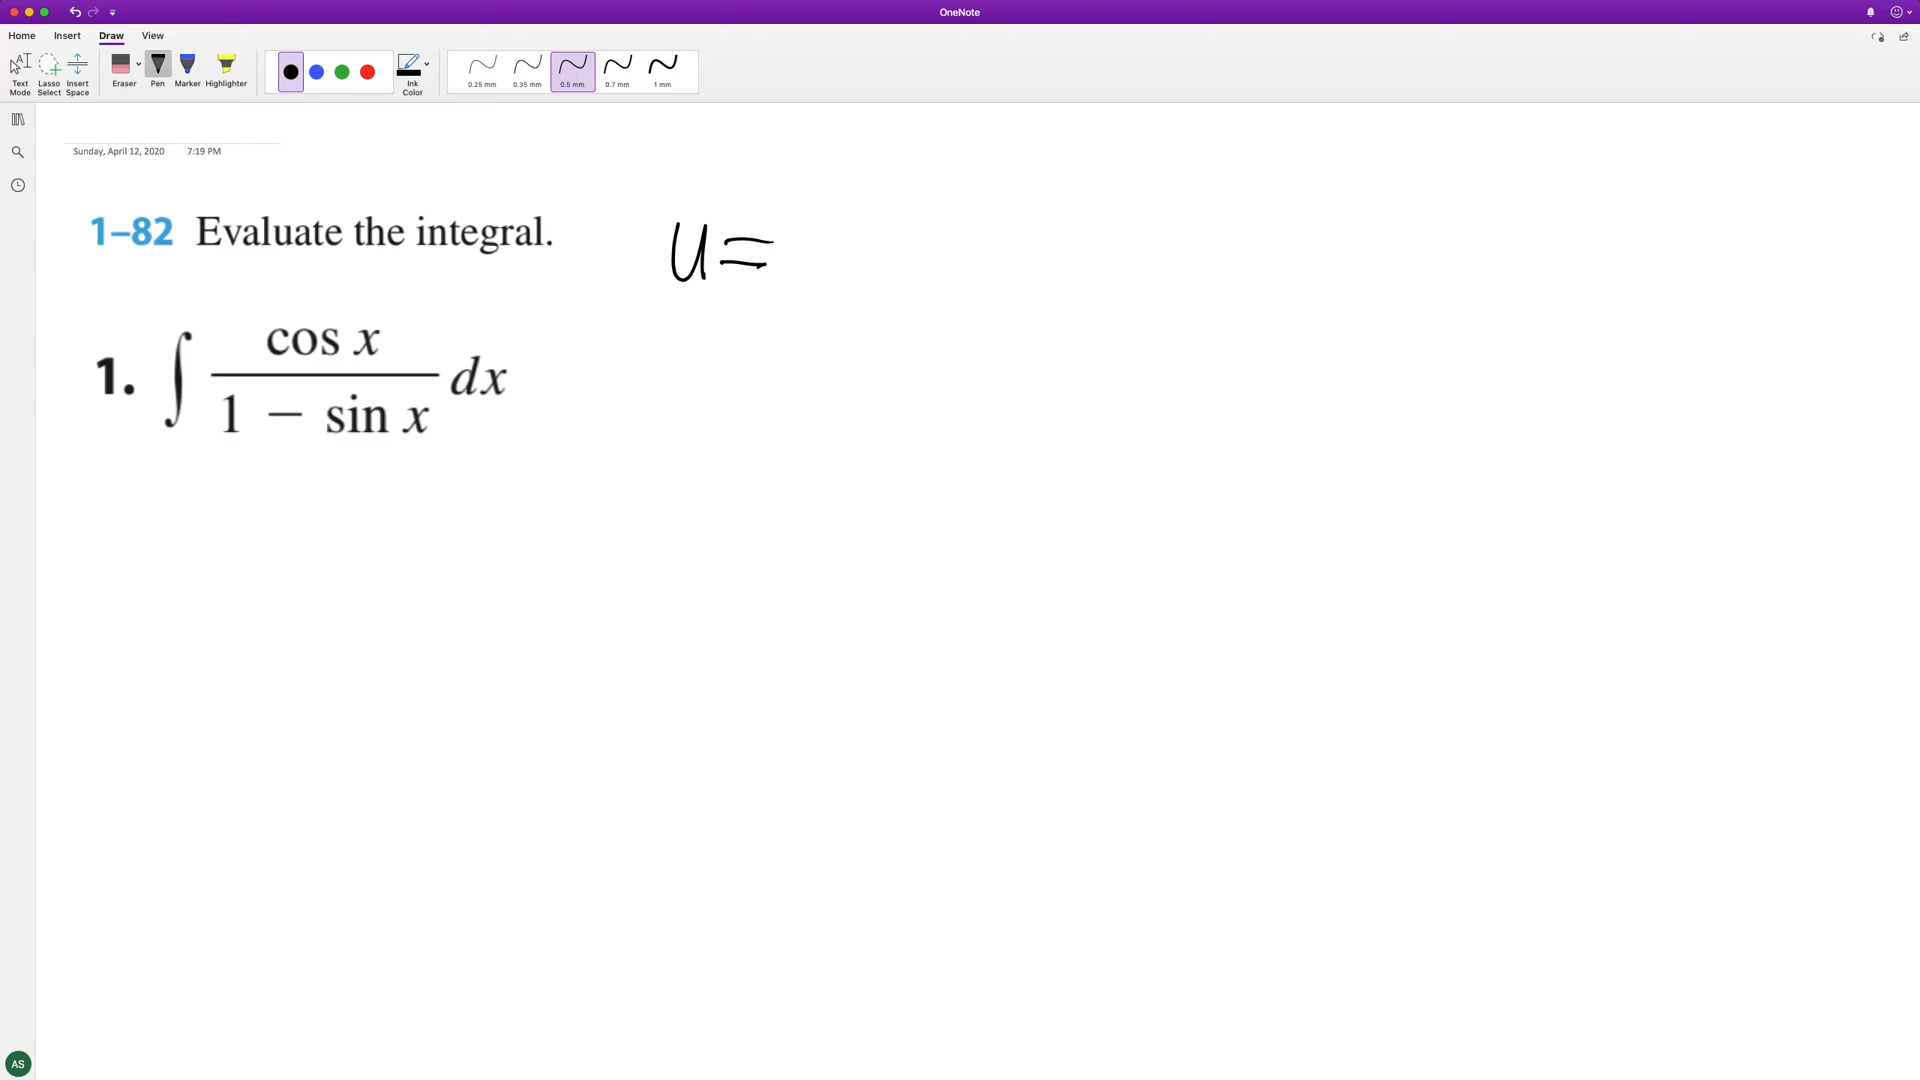 OneNote
Home Insert Draw View
Text Mode Lasso Select Insert Space Eraser Pen Marker Highlighter Ink Color 0.25 mm 0.35 mm 0.5 mm 0.7 mm 1 mm
Sunday, April 12, 2020 7:19 PM
1–82 Evaluate the integral. u=
1. ∫ cos x / (1 − sin x) dx
AS